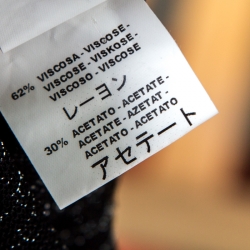 62% VISCOSA - VISCOSE -
VISCOSE - VISKOSE -
VISCOSO - VISCOSE
レーヨン
30% ACETATO - ACETATE -
ACETATE - AZETAT -
ACETATO - ACETATO
アセテート